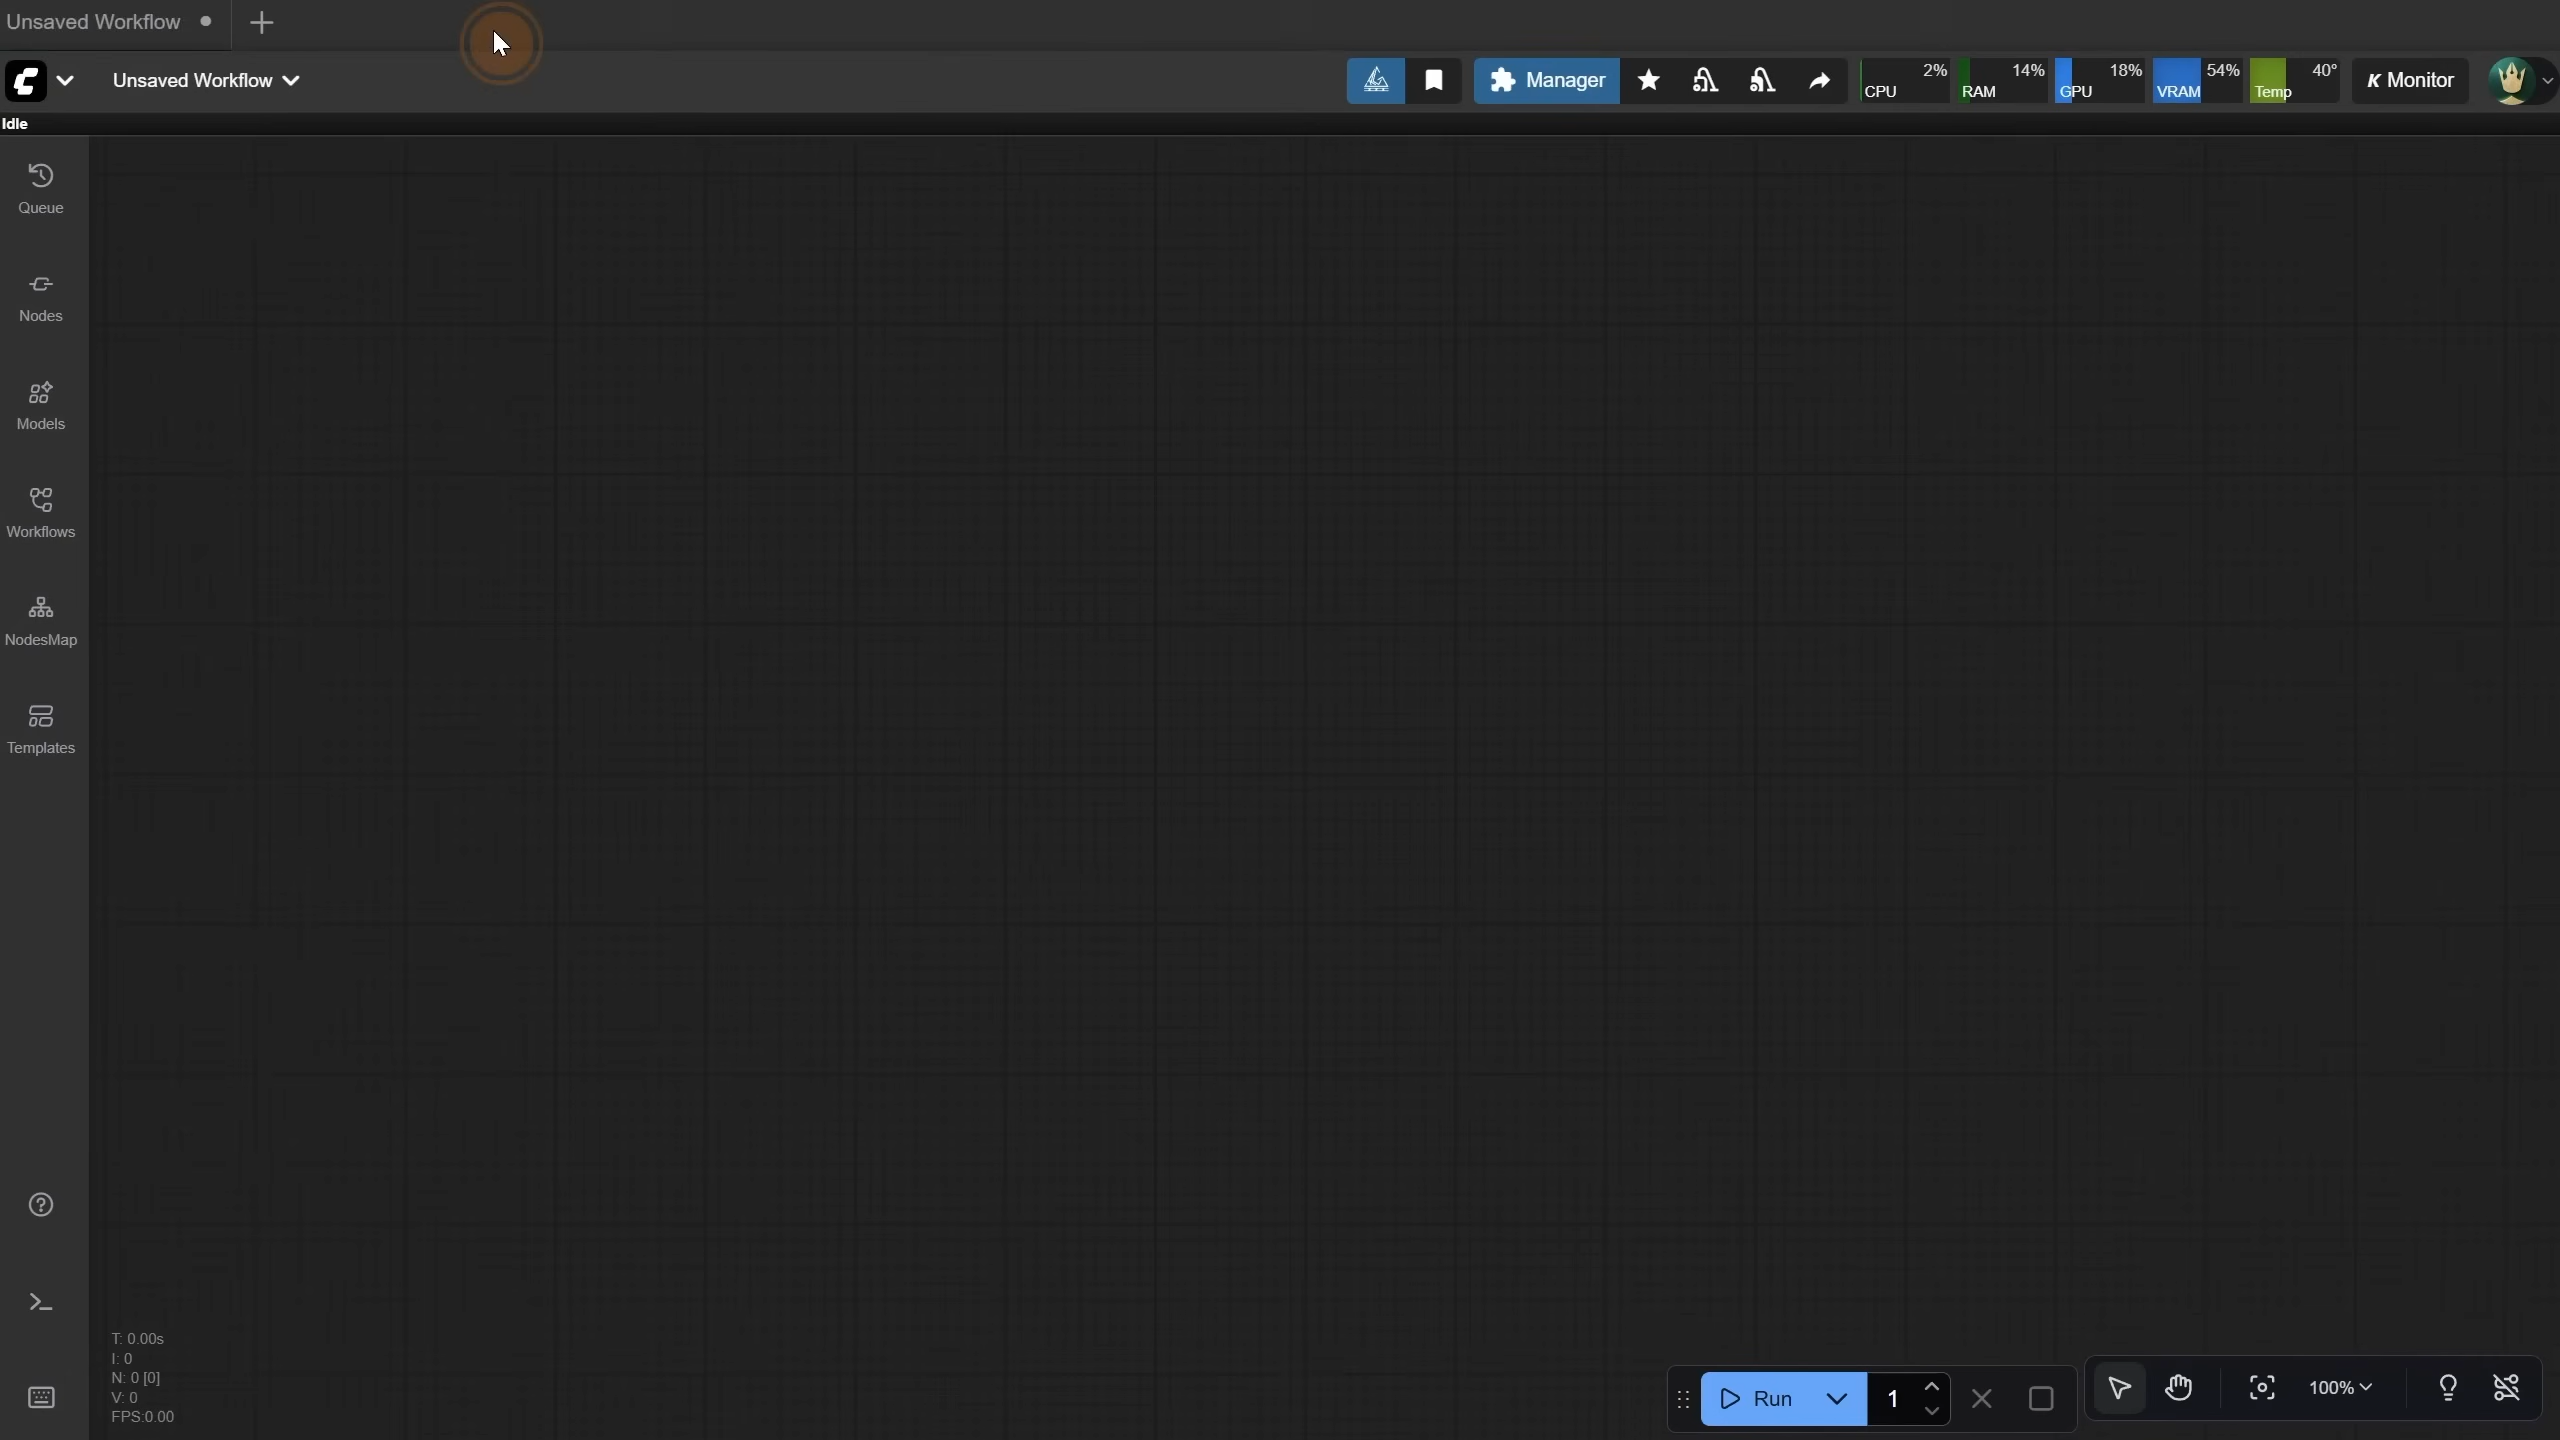 Unsaved Workflow
Unsaved Workflow
Manager
CPU 2%
RAM 14%
GPU 18%
VRAM 54%
Temp 40°
K Monitor
Idle
Queue
Nodes
Models
Workflows
NodesMap
Templates
T: 0.00s
I: 0
N: 0 [0]
V: 0
FPS:0.00
Run
1
100%